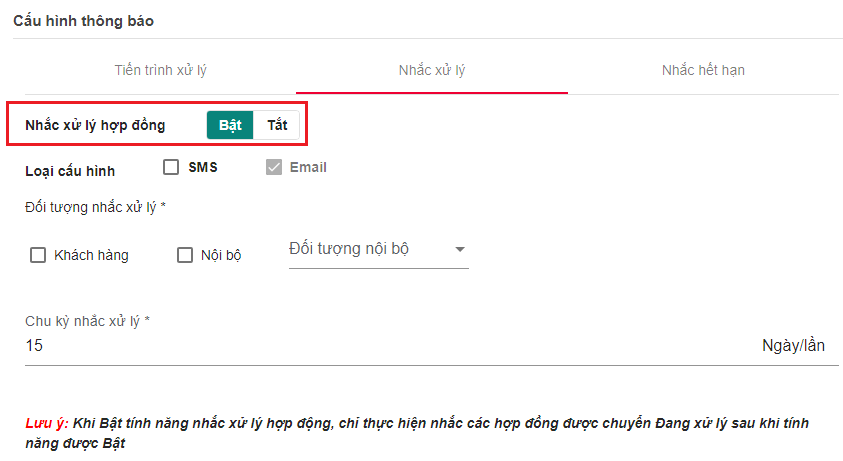 Cấu hình thông báo
Tiến trình xử lý Nhắc xử lý Nhắc hết hạn
Nhắc xử lý hợp đồng Bật Tắt
Loại cấu hình SMS Email
Đối tượng nhắc xử lý *
Khách hàng Nội bộ Đối tượng nội bộ
Chu kỳ nhắc xử lý *
15 Ngày/lần
Lưu ý: Khi Bật tính năng nhắc xử lý hợp động, chỉ thực hiện nhắc các hợp đồng được chuyển Đang xử lý sau khi tính
năng được Bật